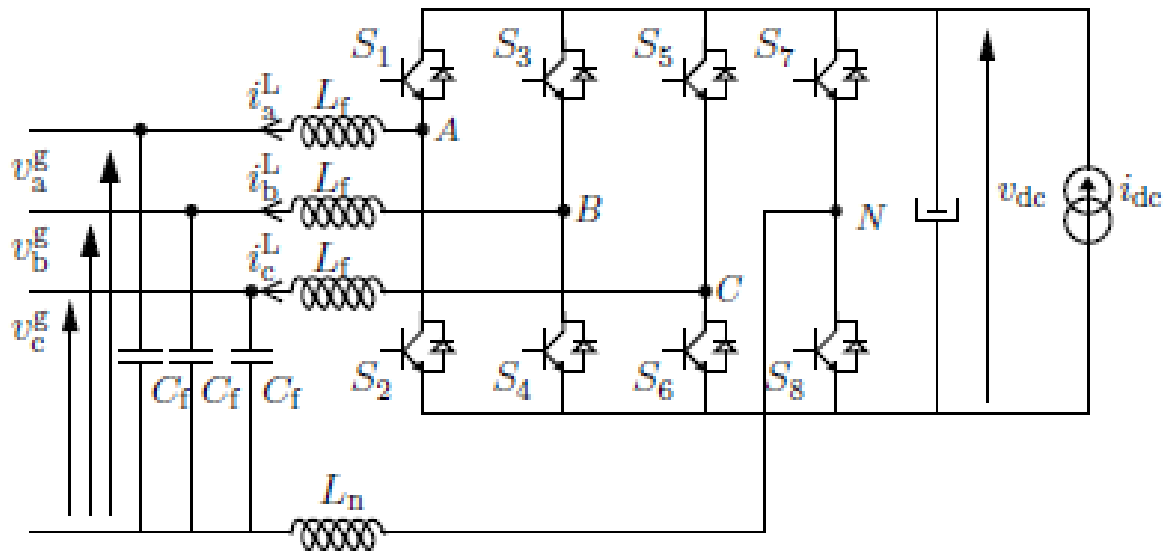 S1 S3 S5 S7
i_a^L L_f A
v_a^g i_b^L L_f B N v_dc i_dc
v_b^g i_c^L L_f C
v_c^g
C_f C_f C_f S2 S4 S6 S8
L_n